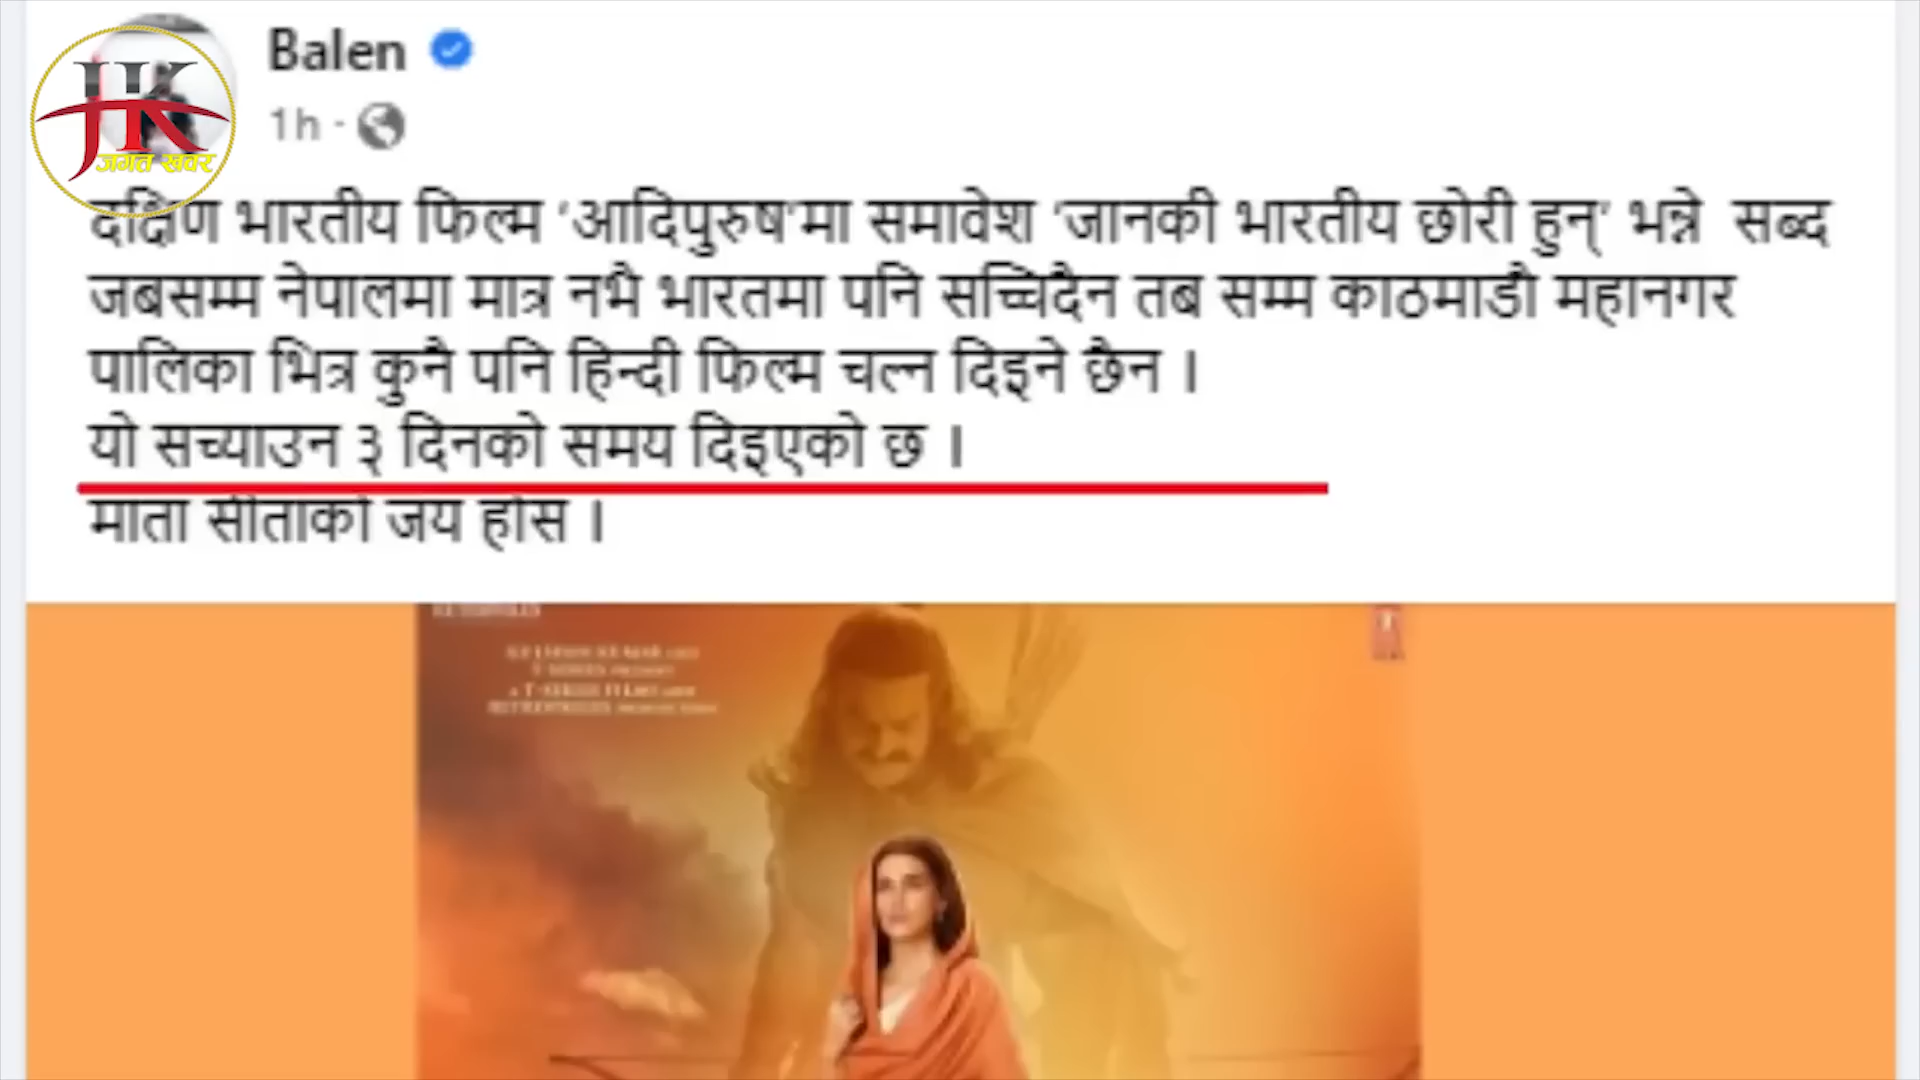 JK
जगत खबर
Balen
1h ·
दक्षिण भारतीय फिल्म 'आदिपुरुष'मा समावेश 'जानकी भारतीय छोरी हुन्' भन्ने सब्द
जबसम्म नेपालमा मात्र नभै भारतमा पनि सच्चिदैन तब सम्म काठमाडौ महानगर
पालिका भित्र कुनै पनि हिन्दी फिल्म चल्न दिइने छैन ।
यो सच्याउन ३ दिनको समय दिइएको छ ।
माता सीताको जय होस ।